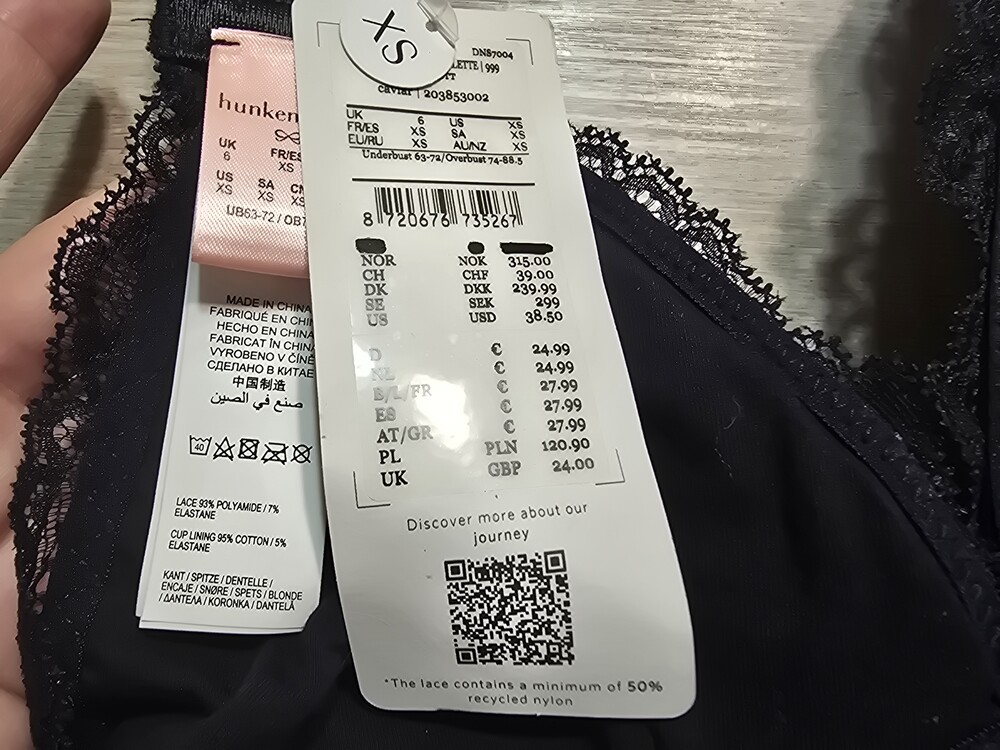 XS
DNS7004
LETTE | 999
TT
caviar | 203853002
UK 6 US XS
FR/ES XS SA XS
EU/RU XS AU/NZ XS
Underbust 63-72/Overbust 74-88.5
8 720676 735267
NOR NOK 315.00
CH CHF 39.00
DK DKK 239.99
SE SEK 299
US USD 38.50
D € 24.99
NL € 24.99
B/L/FR € 27.99
ES € 27.99
AT/GR € 27.99
PL PLN 120.90
UK GBP 24.00
Discover more about our
journey
*The lace contains a minimum of 50%
recycled nylon
hunkem
UK FR/ES
6 XS
US SA CN
XS XS XS
UB63-72 / OB7
MADE IN CHINA
FABRIQUÉ EN CHIN
HECHO EN CHINA
FABRICAT ÎN CHIN
VYROBENO V ČÍNĚ
СДЕЛАНО В КИТАЕ
中国制造
صنع في الصين
40
LACE 93% POLYAMIDE / 7%
ELASTANE
CUP LINING 95% COTTON / 5%
ELASTANE
KANT / SPITZE / DENTELLE /
ENCAJE / SNØRE / SPETS / BLONDE
/ ΔΑΝΤΕΛΑ / KORONKA / DANTELĂ